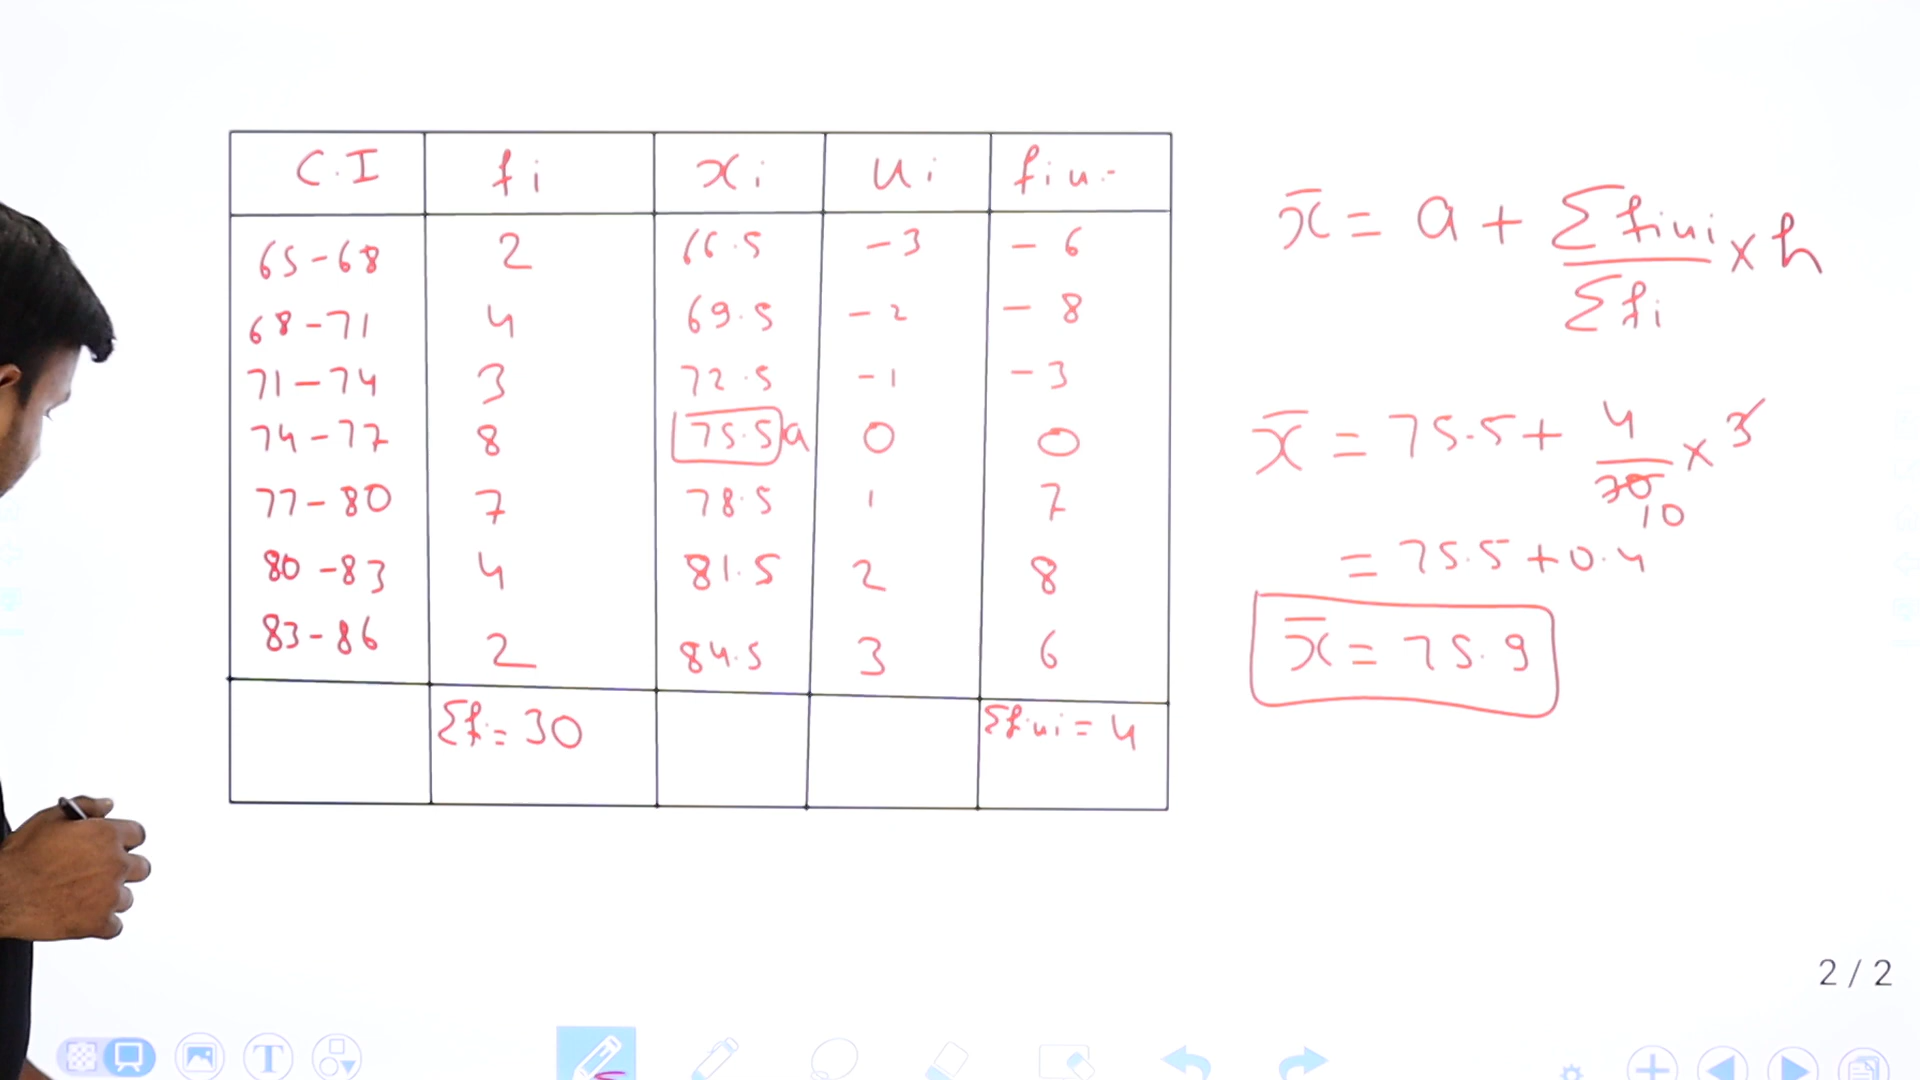 C.I fi xi ui fiu.
65-68 2 66.5 -3 -6
68-71 4 69.5 -2 -8
71-74 3 72.5 -1 -3
74-77 8 75.5 a 0 0
77-80 7 78.5 1 7
80-83 4 81.5 2 8
83-86 2 84.5 3 6
Σfi=30 Σfiui=4
x̄ = a + Σfiui/Σfi × h
x̄ = 75.5 + 4/30 × 3
10
= 75.5 + 0.4
x̄ = 75.9
2 / 2
T